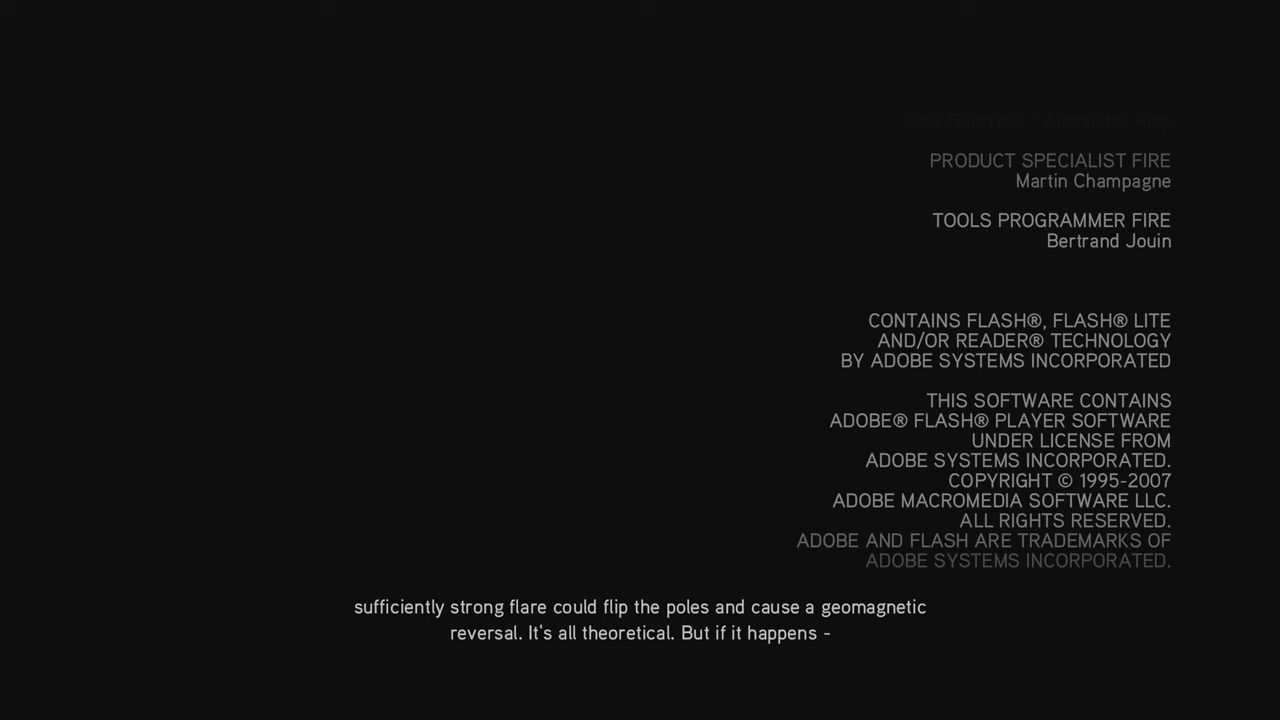 PRODUCT SPECIALIST FIRE
Martin Champagne
TOOLS PROGRAMMER FIRE
Bertrand Jouin
CONTAINS FLASH®, FLASH® LITE
AND/OR READER® TECHNOLOGY
BY ADOBE SYSTEMS INCORPORATED
THIS SOFTWARE CONTAINS
ADOBE® FLASH® PLAYER SOFTWARE
UNDER LICENSE FROM
ADOBE SYSTEMS INCORPORATED.
COPYRIGHT © 1995-2007
ADOBE MACROMEDIA SOFTWARE LLC.
ALL RIGHTS RESERVED.
ADOBE AND FLASH ARE TRADEMARKS OF
ADOBE SYSTEMS INCORPORATED.
sufficiently strong flare could flip the poles and cause a geomagnetic
reversal. It's all theoretical. But if it happens -